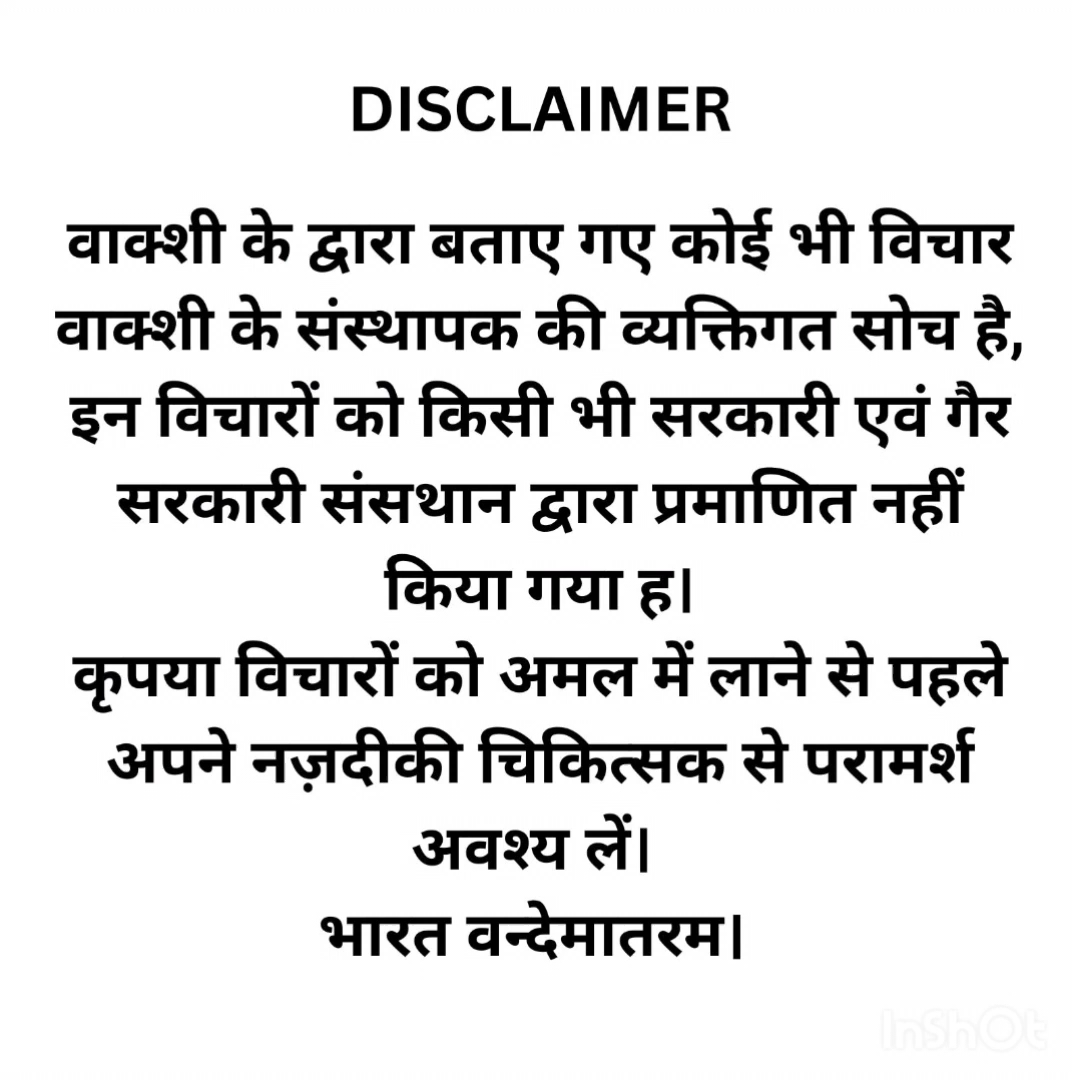 DISCLAIMER
वाक्शी के द्वारा बताए गए कोई भी विचार
वाक्शी के संस्थापक की व्यक्तिगत सोच है,
इन विचारों को किसी भी सरकारी एवं गैर
सरकारी संसथान द्वारा प्रमाणित नहीं
किया गया ह।
कृपया विचारों को अमल में लाने से पहले
अपने नज़दीकी चिकित्सक से परामर्श
अवश्य लें।
भारत वन्देमातरम।
InShOt